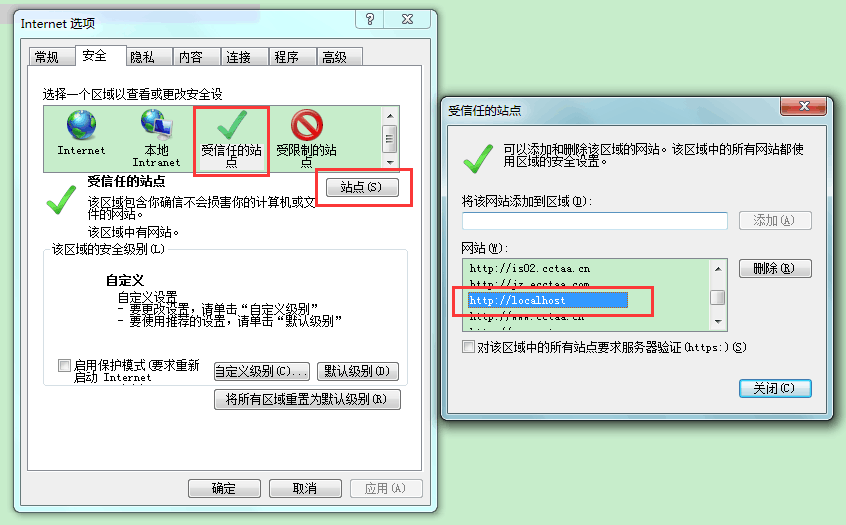 Internet 选项
常规 安全 隐私 内容 连接 程序 高级
选择一个区域以查看或更改安全设
Internet
本地
Intranet
受信任的站
点
受限制的站
点
受信任的站点
站点(S)
该区域包含你确信不会损害你的计算机或文
件的网站。
该区域中有网站。
该区域的安全级别(L)
自定义
自定义设置
- 要更改设置，请单击“自定义级别”
- 要使用推荐的设置，请单击“默认级别”
启用保护模式(要求重新
启动 Internet
自定义级别(C)...
默认级别(D)
将所有区域重置为默认级别(R)
确定
取消
应用(A)
受信任的站点
可以添加和删除该区域的网站。该区域中的所有网站都使
用区域的安全设置。
将该网站添加到区域(D):
添加(A)
网站(W):
http://is02.cctaa.cn
http://jz.ecctaa.com
http://localhost
http://www.cctaa.cn
删除(R)
对该区域中的所有站点要求服务器验证(https:)(S)
关闭(C)